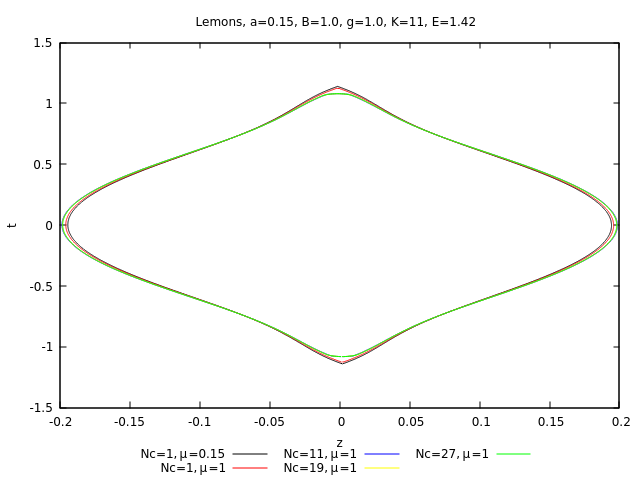 Lemons, a=0.15, B=1.0, g=1.0, K=11, E=1.42
1.5
1
0.5
0
-0.5
-1
-1.5
t
-0.2 -0.15 -0.1 -0.05 0 0.05 0.1 0.15 0.2
z
Nc=1, μ=0.15 Nc=11, μ=1 Nc=27, μ=1
Nc=1, μ=1 Nc=19, μ=1